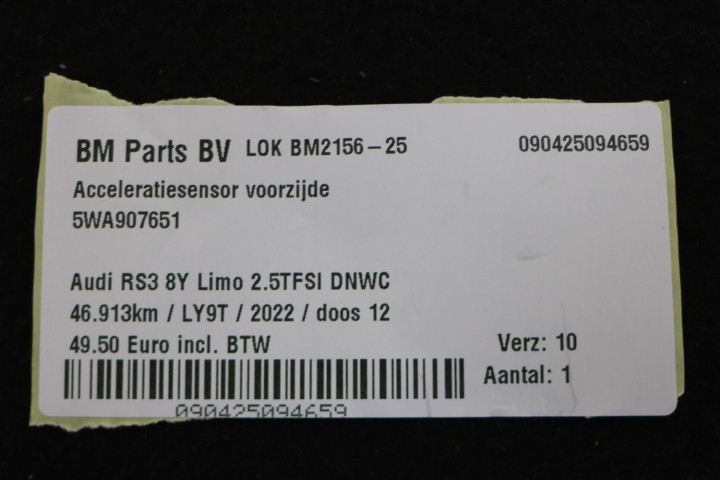 BM Parts BV LOK BM2156-25 090425094659
Acceleratiesensor voorzijde
5WA907651
Audi RS3 8Y Limo 2.5TFSI DNWC
46.913km / LY9T / 2022 / doos 12
49.50 Euro incl. BTW Verz: 10
Aantal: 1
090425094659